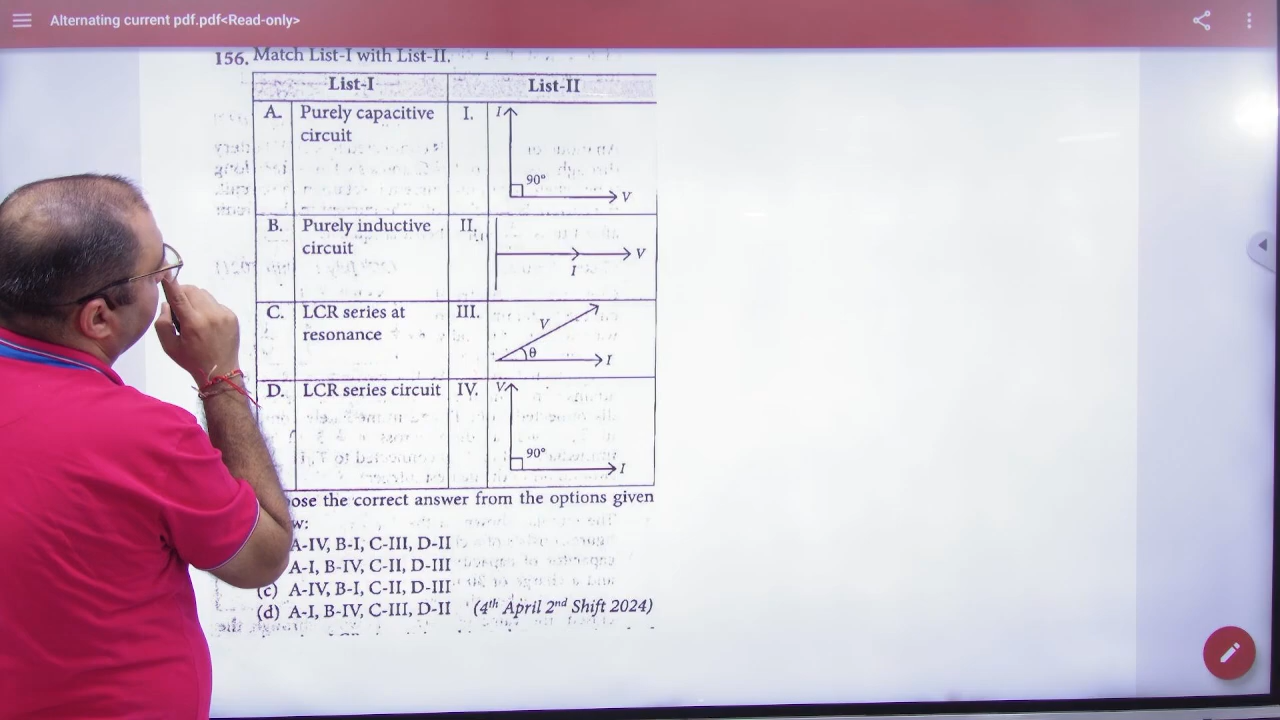 Alternating current pdf.pdf<Read-only>
156. Match List-I with List-II.
List-I List-II
A. Purely capacitive circuit I. I 90° V
B. Purely inductive circuit II. I V
C. LCR series at resonance III. V θ I
D. LCR series circuit IV. V 90° I
ose the correct answer from the options given
w:
A-IV, B-I, C-III, D-II
A-I, B-IV, C-II, D-III
(c) A-IV, B-I, C-II, D-III
(d) A-I, B-IV, C-III, D-II (4th April 2nd Shift 2024)